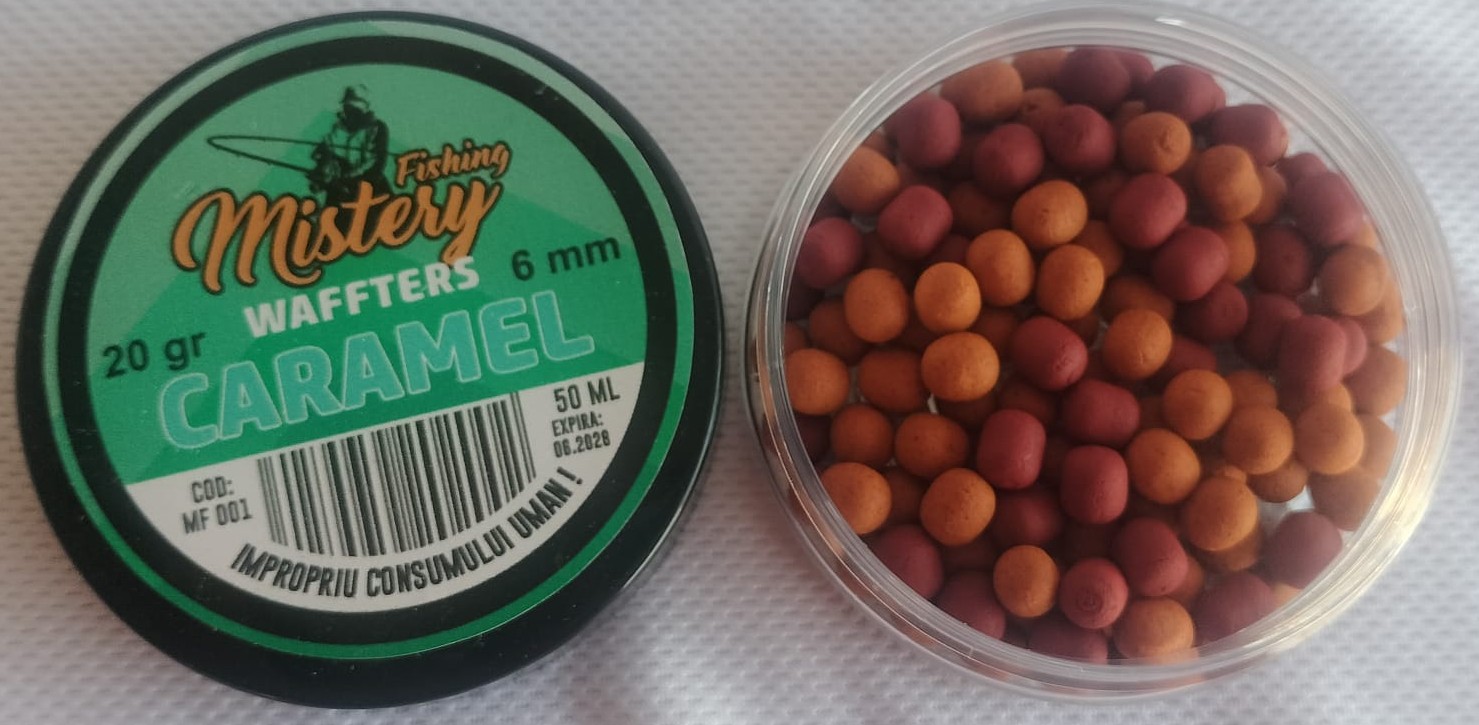 Fishing
Mistery
WAFFTERS 6 mm
20 gr
CARAMEL
50 ML
EXPIRA:
06.2028
COD:
MF 001
IMPROPRIU CONSUMULUI UMAN !